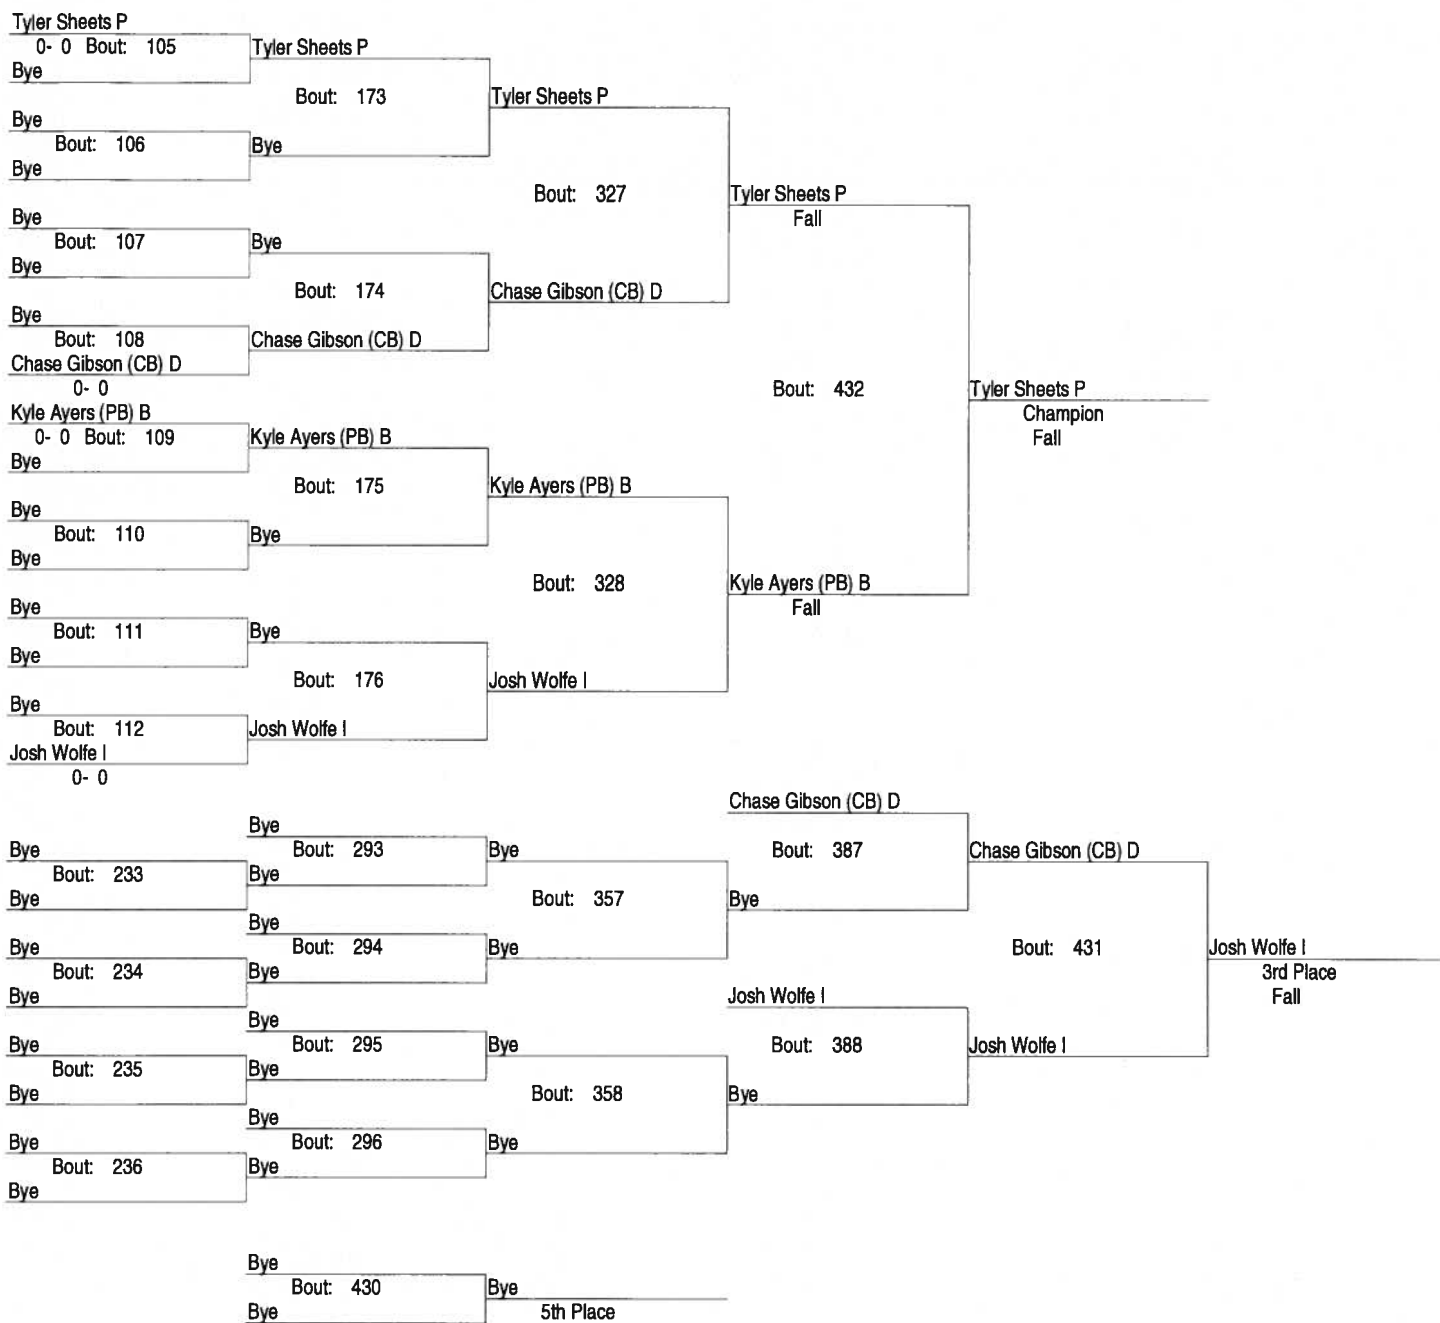 Tyler Sheets P
0- 0 Bout: 105
Tyler Sheets P
Bye
Bout: 173
Tyler Sheets P
Bye
Bout: 106
Bye
Bye
Bout: 327
Tyler Sheets P
Fall
Bye
Bout: 107
Bye
Bye
Bout: 174
Chase Gibson (CB) D
Bye
Bout: 108
Chase Gibson (CB) D
Chase Gibson (CB) D
0- 0
Bout: 432
Tyler Sheets P
Champion
Fall
Kyle Ayers (PB) B
0- 0 Bout: 109
Kyle Ayers (PB) B
Bye
Bout: 175
Kyle Ayers (PB) B
Bye
Bout: 110
Bye
Bye
Bout: 328
Kyle Ayers (PB) B
Fall
Bye
Bout: 111
Bye
Bye
Bout: 176
Josh Wolfe I
Bye
Bout: 112
Josh Wolfe I
Josh Wolfe I
0- 0
Chase Gibson (CB) D
Bye
Bye
Bout: 293
Bye
Bout: 387
Chase Gibson (CB) D
Bout: 233
Bye
Bye
Bout: 357
Bye
Bye
Bye
Bout: 294
Bye
Bout: 431
Josh Wolfe I
3rd Place
Fall
Bout: 234
Bye
Bye
Josh Wolfe I
Bye
Bye
Bout: 295
Bye
Bout: 388
Josh Wolfe I
Bout: 235
Bye
Bye
Bout: 358
Bye
Bye
Bye
Bout: 296
Bye
Bout: 236
Bye
Bye
Bye
Bout: 430
Bye
Bye
5th Place